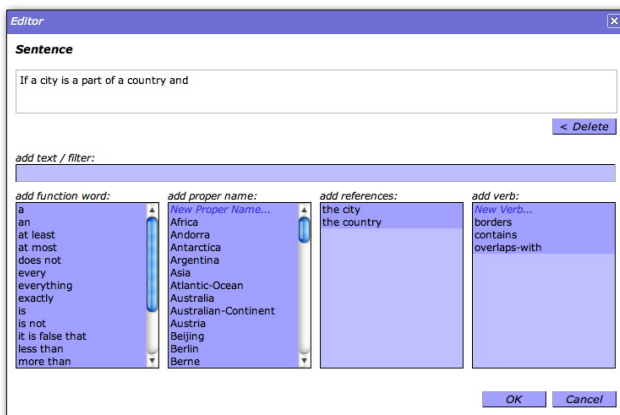 Editor
Sentence
If a city is a part of a country and
< Delete
add text / filter:
add function word:
a
an
at least
at most
does not
every
everything
exactly
is
is not
it is false that
less than
more than
add proper name:
New Proper Name...
Africa
Andorra
Antarctica
Argentina
Asia
Atlantic-Ocean
Australia
Australian-Continent
Austria
Beijing
Berlin
Berne
add references:
the city
the country
add verb:
New Verb...
borders
contains
overlaps-with
OK
Cancel